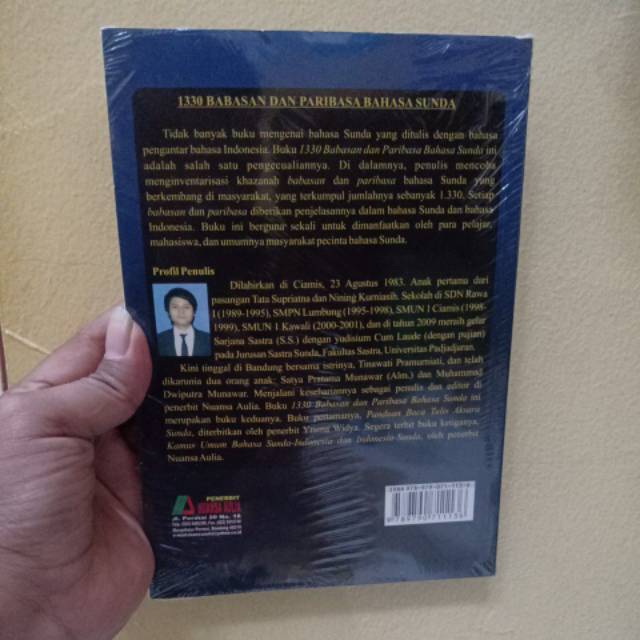 1330 BABASAN DAN PARIBASA BAHASA SUNDA
Tidak banyak buku mengenai bahasa Sunda yang ditulis dengan bahasa
pengantar bahasa Indonesia. Buku 1330 Babasan dan Paribasa Bahasa Sunda ini
adalah salah satu pengecualiannya. Di dalamnya, penulis mencoba
menginventarisasi khazanah babasan dan paribasa bahasa Sunda yang
berkembang di masyarakat, yang terkumpul jumlahnya sebanyak 1.330. Setiap
babasan dan paribasa diberikan penjelasannya dalam bahasa Sunda dan bahasa
Indonesia. Buku ini berguna sekali untuk dimanfaatkan oleh para pelajar,
mahasiswa, dan umumnya masyarakat pecinta bahasa Sunda.
Profil Penulis
Dilahirkan di Ciamis, 23 Agustus 1983. Anak pertama dari
pasangan Tata Supriatna dan Nining Kurniasih. Sekolah di SDN Rawa
I (1989-1995), SMPN Lumbung (1995-1998), SMUN 1 Ciamis (1998-
1999), SMUN 1 Kawali (2000-2001), dan di tahun 2009 meraih gelar
Sarjana Sastra (S.S.) dengan yudisium Cum Laude (dengan pujian)
pada Jurusan Sastra Sunda, Fakultas Sastra, Universitas Padjadjaran.
Kini tinggal di Bandung bersama istrinya, Tinawati Purnamasari, dan telah
dikarunia dua orang anak: Satya Pratama Munawar (Alm.) dan Muhammad
Dwiputra Munawar. Menjalani kesehariannya sebagai penulis dan editor di
penerbit Nuansa Aulia. Buku 1330 Babasan dan Paribasa Bahasa Sunda ini
merupakan buku keduanya. Buku pertamanya, Panduan Baca Tulis Aksara
Sunda, diterbitkan oleh penerbit Widya. Segera terbit buku ketiganya,
Kamus Umum Bahasa Sunda-Indonesia dan Indonesia-Sunda, oleh penerbit
Nuansa Aulia.
PENERBIT
NUANSA AULIA